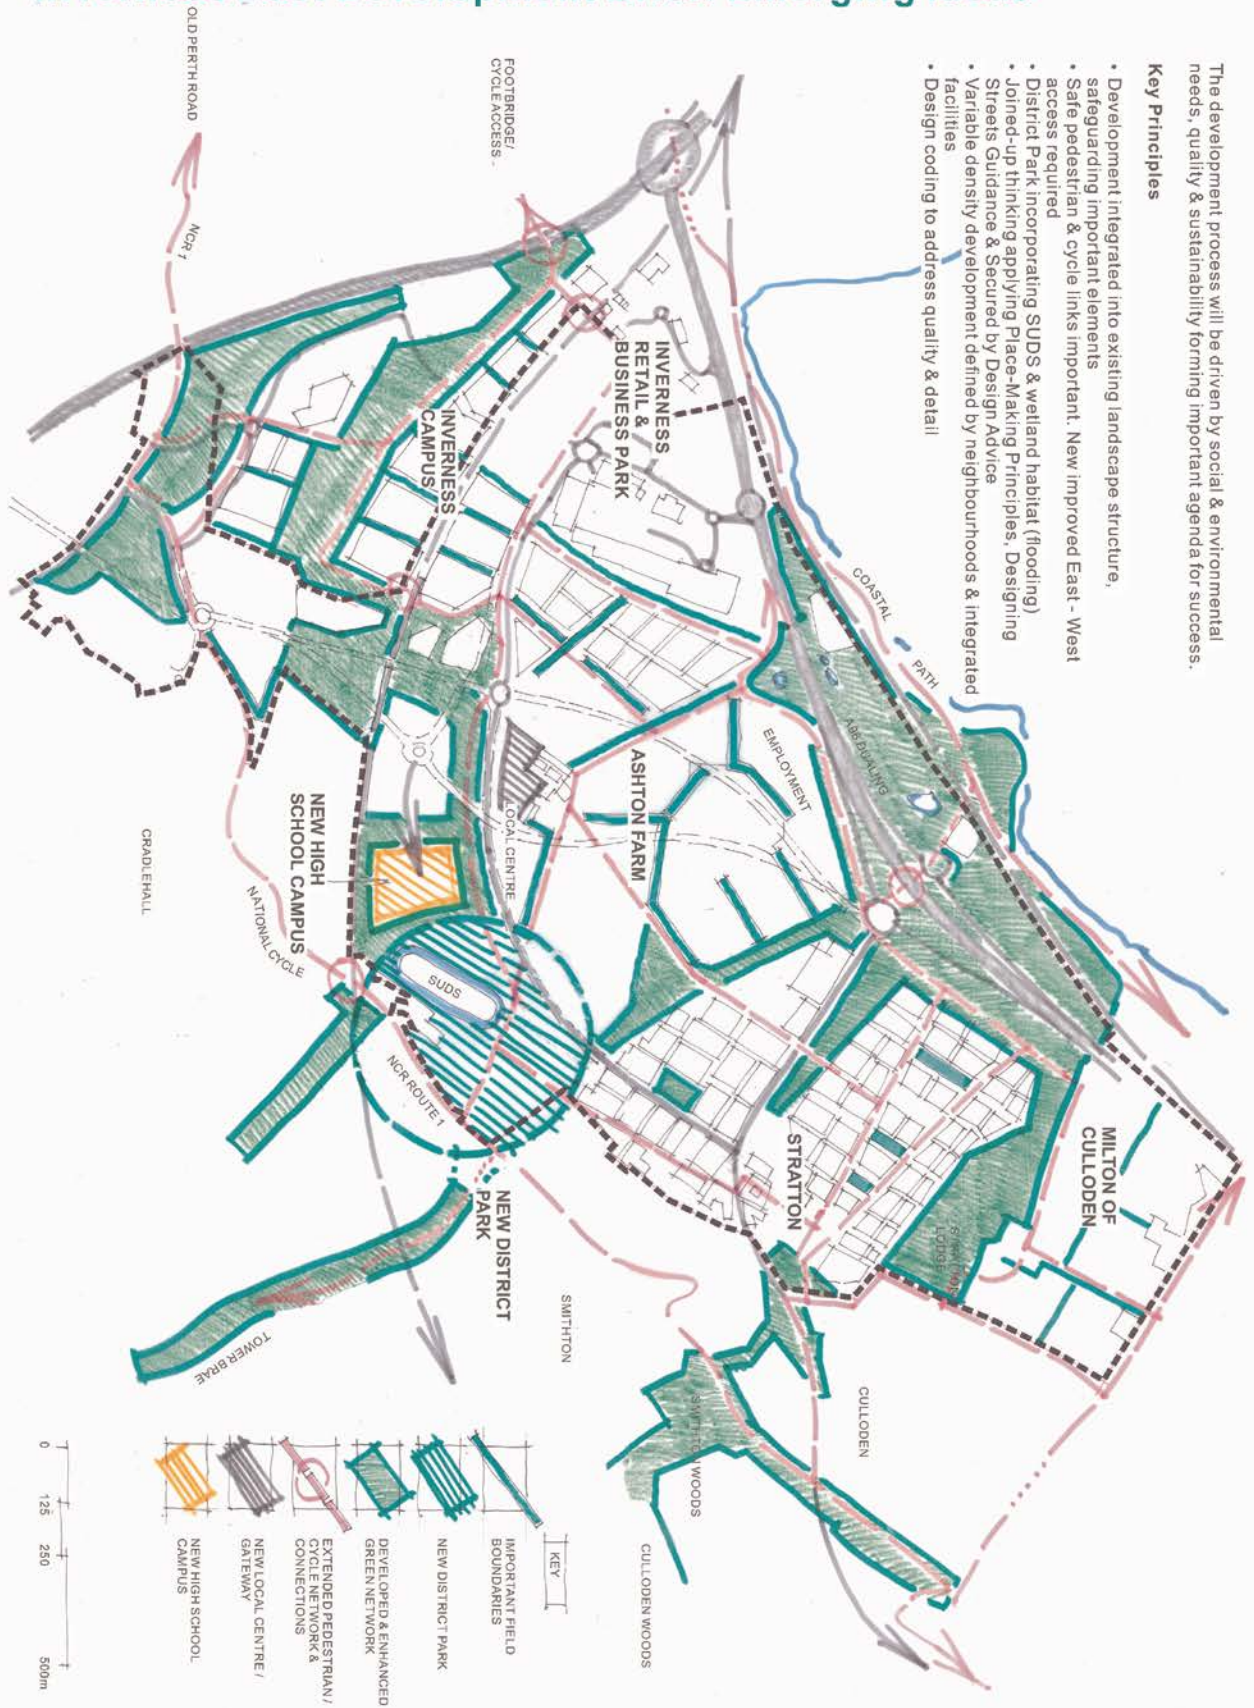 The development process will be driven by social & environmental
needs, quality & sustainability forming important agenda for success.
Key Principles
• Development integrated into existing landscape structure,
safeguarding important elements
• Safe pedestrian & cycle links important. New improved East - West
access required
• District Park incorporating SUDS & wetland habitat (flooding)
• Joined-up thinking applying Place-Making Principles, Designing
Streets Guidance & Secured by Design Advice
• Variable density development defined by neighbourhoods & integrated
facilities
• Design coding to address quality & detail
OLD PERTH ROAD
NCR 1
FOOTBRIDGE/
CYCLE ACCESS
INVERNESS
RETAIL &
BUSINESS PARK
INVERNESS
CAMPUS
COASTAL
PATH
A96 DUALING
EMPLOYMENT
ASHTON FARM
LOCAL CENTRE
NEW HIGH
SCHOOL CAMPUS
CRADLEHALL
NATIONAL CYCLE
NCR ROUTE 1
SUDS
NEW DISTRICT
PARK
TOWER BRAE
SMITHTON
STRATTON
MILTON OF
CULLODEN
LODGE
CULLODEN
SMITHTON WOODS
CULLODEN WOODS
KEY
IMPORTANT FIELD
BOUNDARIES
NEW DISTRICT PARK
DEVELOPED & ENHANCED
GREEN NETWORK
EXTENDED PEDESTRIAN /
CYCLE NETWORK &
CONNECTIONS
NEW LOCAL CENTRE /
GATEWAY
NEW HIGH SCHOOL
CAMPUS
0
125
250
500m